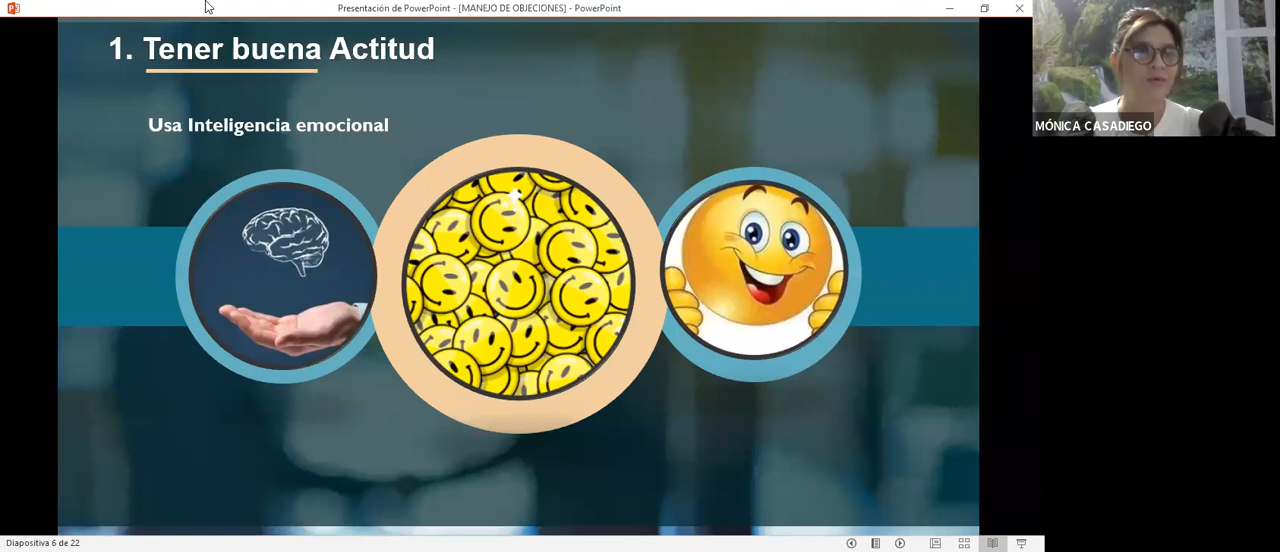 Presentación de PowerPoint - [MANEJO DE OBJECIONES] - PowerPoint
1. Tener buena Actitud
Usa Inteligencia emocional
MÓNICA CASADIEGO
Diapositiva 6 de 22